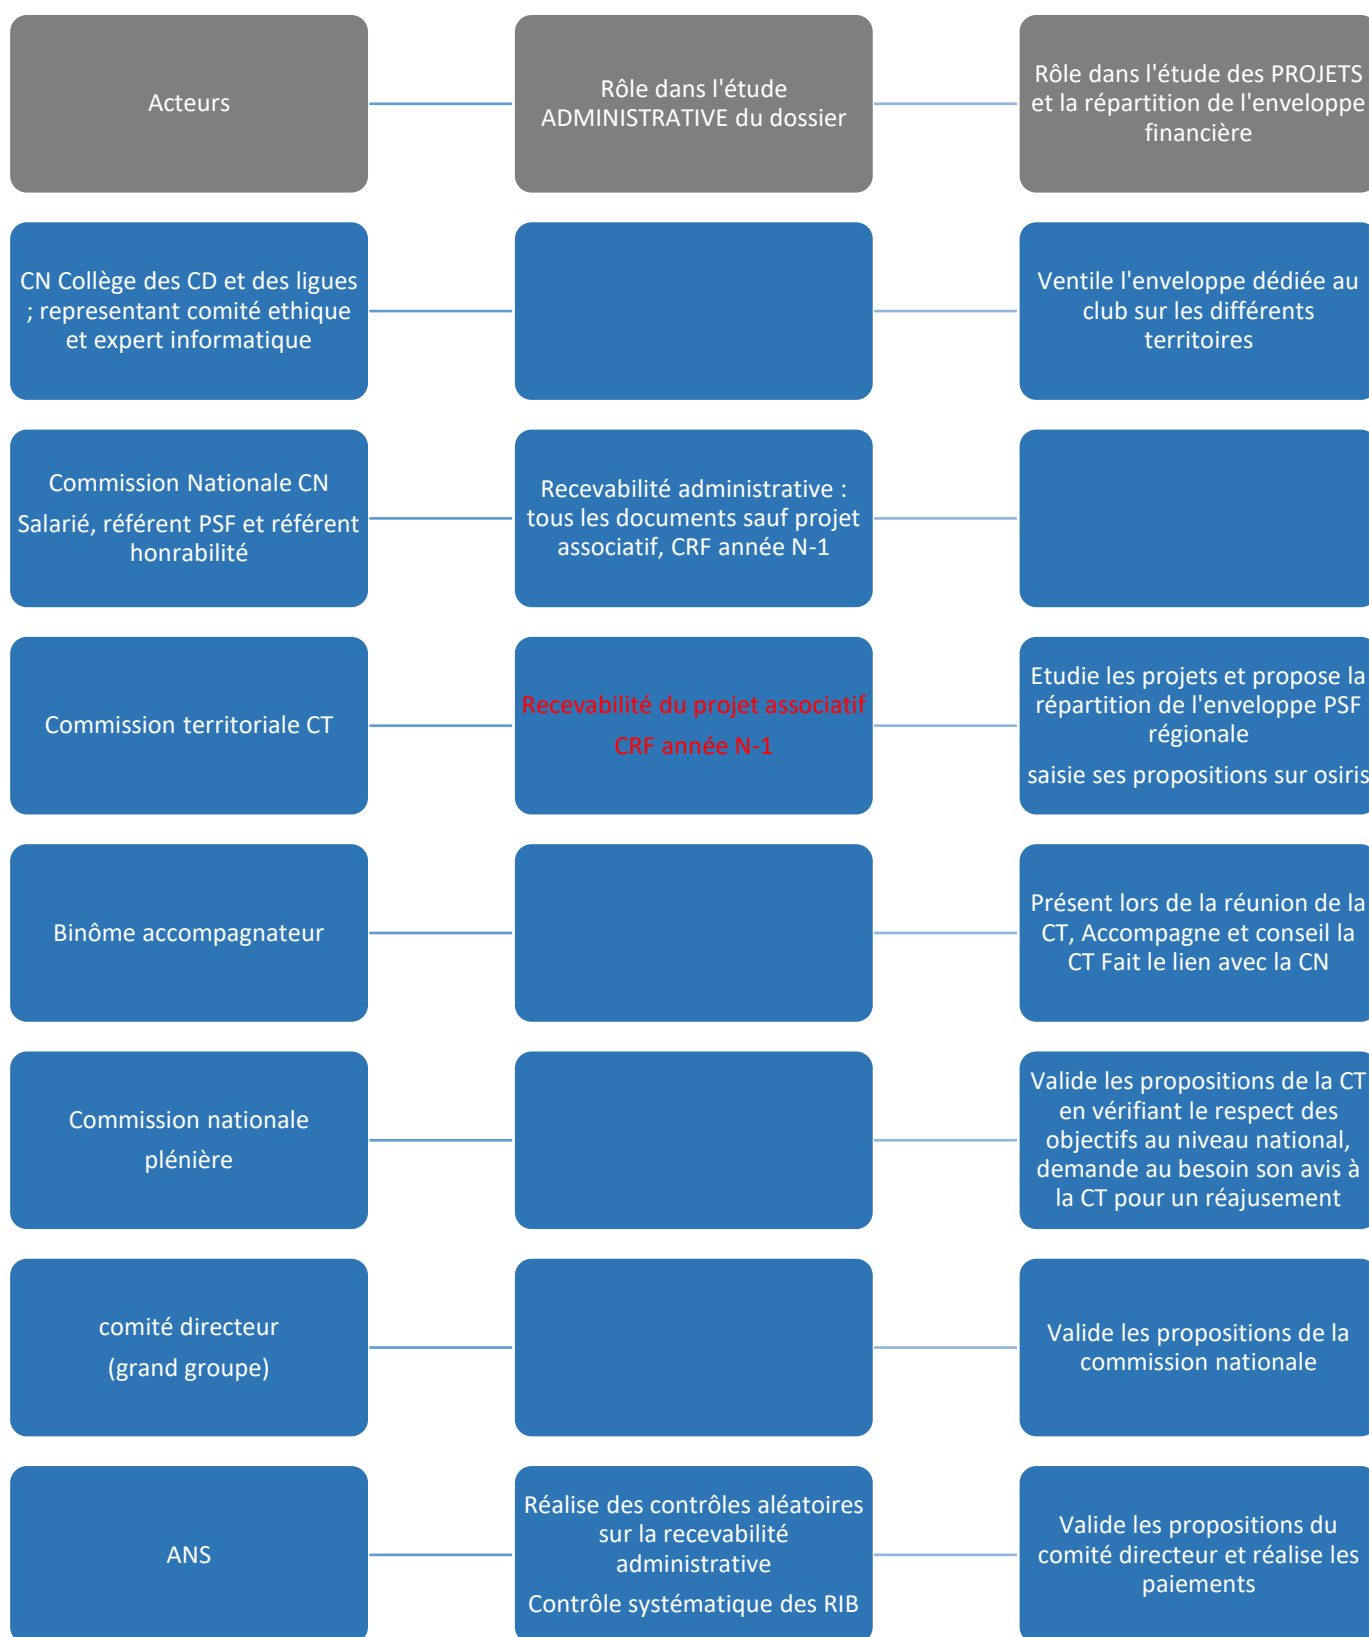 Acteurs
Rôle dans l'étude
ADMINISTRATIVE du dossier
Rôle dans l'étude des PROJETS
et la répartition de l'enveloppe
financière
CN Collège des CD et des ligues
; representant comité ethique
et expert informatique
Ventile l'enveloppe dédiée au
club sur les différents
territoires
Commission Nationale CN
Salarié, référent PSF et référent
honrabilité
Recevabilité administrative :
tous les documents sauf projet
associatif, CRF année N-1
Commission territoriale CT
Recevabilité du projet associatif
CRF année N-1
Etudie les projets et propose la
répartition de l'enveloppe PSF
régionale
saisie ses propositions sur osiris
Binôme accompagnateur
Présent lors de la réunion de la
CT, Accompagne et conseil la
CT Fait le lien avec la CN
Commission nationale
plénière
Valide les propositions de la CT
en vérifiant le respect des
objectifs au niveau national,
demande au besoin son avis à
la CT pour un réajusement
comité directeur
(grand groupe)
Valide les propositions de la
commission nationale
ANS
Réalise des contrôles aléatoires
sur la recevabilité
administrative
Contrôle systématique des RIB
Valide les propositions du
comité directeur et réalise les
paiements